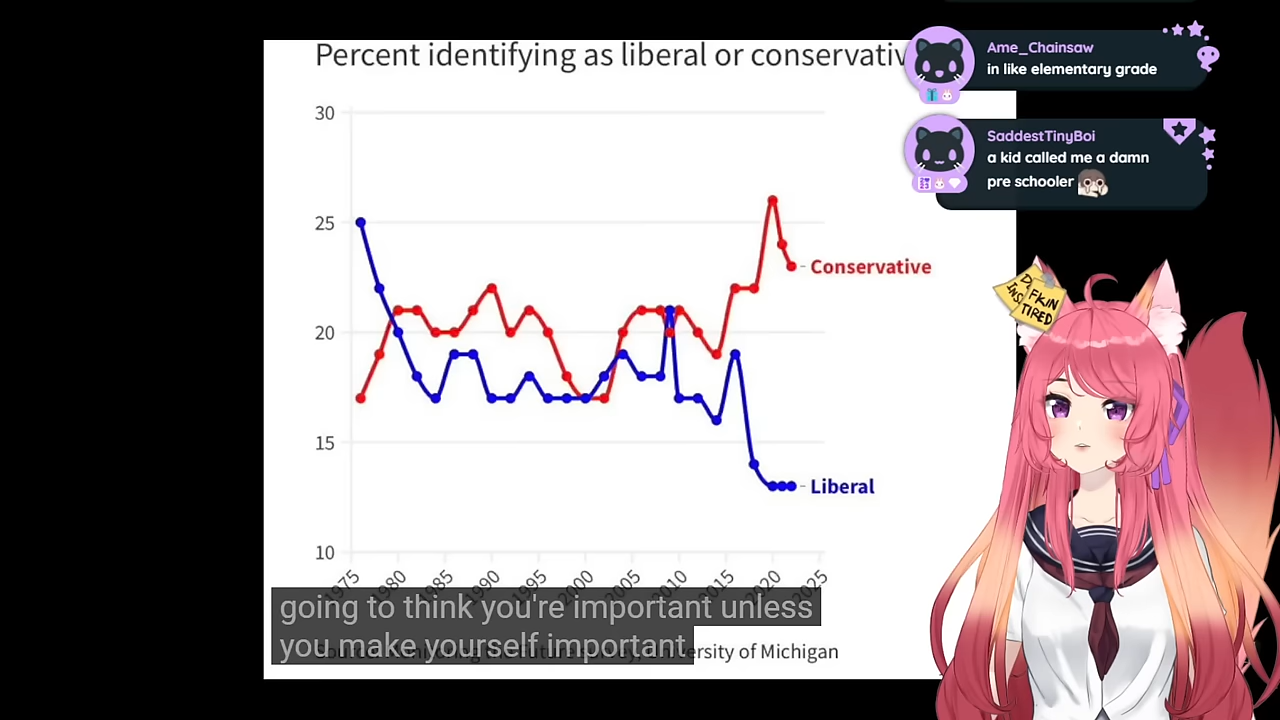 Percent identifying as liberal or conservativ
30
25
20
15
10
Conservative
Liberal
1975
1980
1985
1990
1995
2000
2005
2010
2015
2020
2025
going to think you're important unless
you make yourself important
ersity of Michigan
Ame_Chainsaw
in like elementary grade
SaddestTinyBoi
a kid called me a damn
pre schooler
FKIN
TIRED